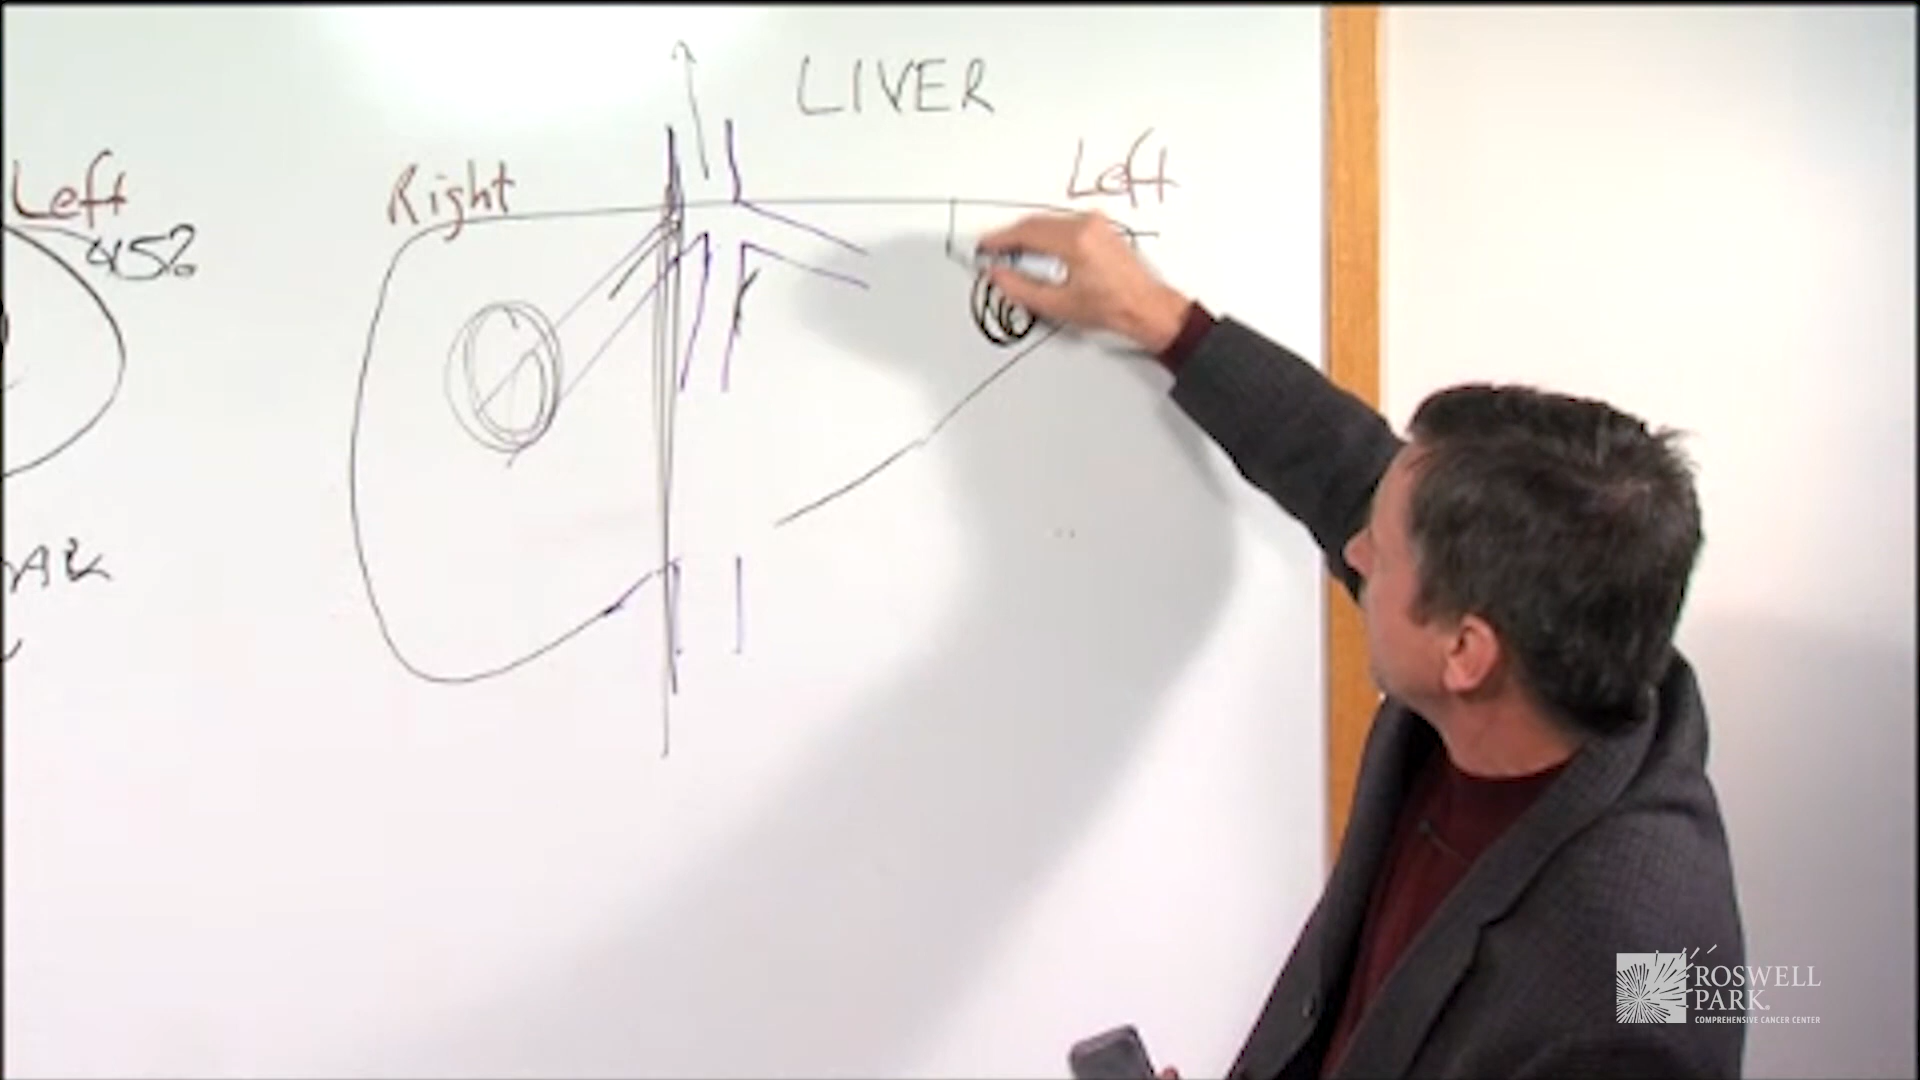 LIVER
Left
Right
Left
45%
ROSWELL
PARK.
COMPREHENSIVE CANCER CENTER